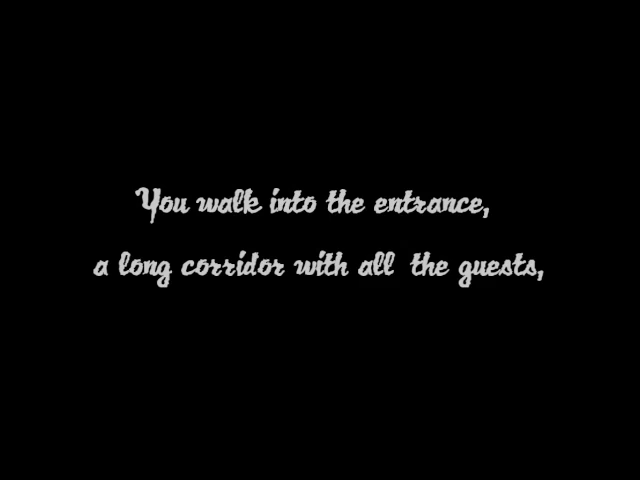 You walk into the entrance,
a long corridor with all the guests,